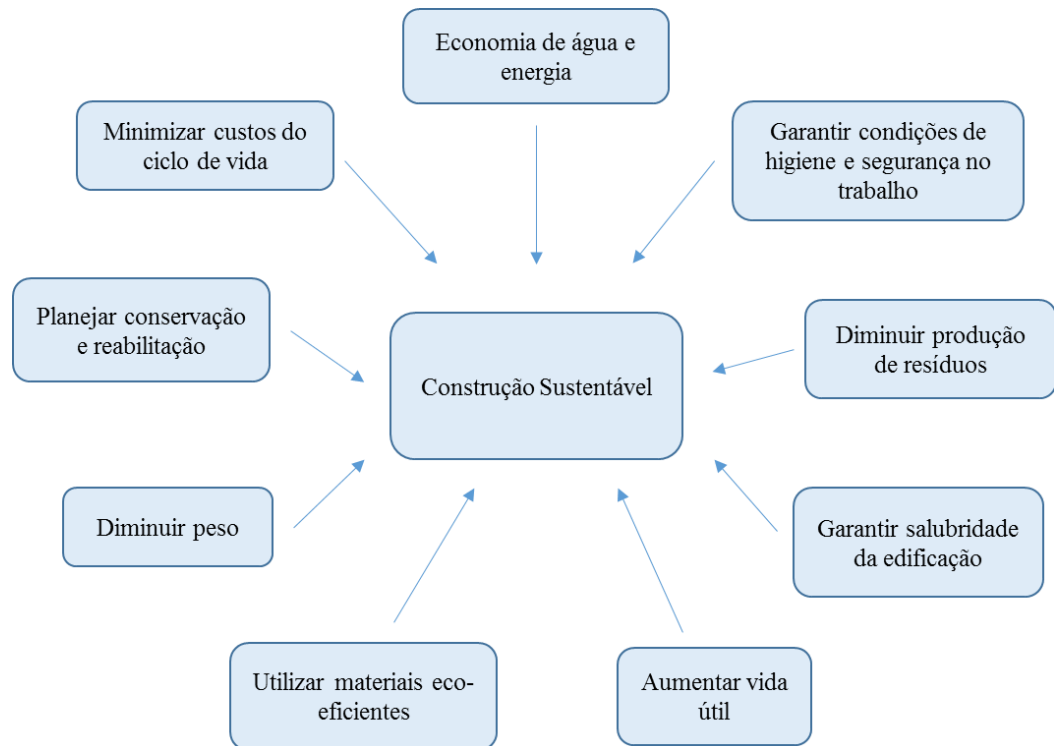 Economia de água e
energia
Minimizar custos do
ciclo de vida
Garantir condições de
higiene e segurança no
trabalho
Planejar conservação
e reabilitação
Construção Sustentável
Diminuir produção
de resíduos
Diminuir peso
Garantir salubridade
da edificação
Utilizar materiais eco-
eficientes
Aumentar vida
útil